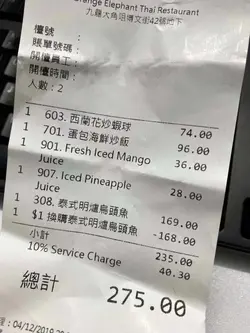 Orange Elephant Thai Restaurant
九龍大角咀博文街42號地下
檯號:
賬單號碼:
開檯員工:
開檯時間:
人數: 2
1 603. 西蘭花炒蝦球 74.00
1 701. 蛋包海鮮炒飯 96.00
1 901. Fresh Iced Mango Juice 36.00
1 907. Iced Pineapple Juice 28.00
1 308. 泰式明爐烏頭魚 169.00
1 $1 換購泰式明爐烏頭魚 -168.00
小計 235.00
10% Service Charge 40.30
總計 275.00
: 04/12/2019